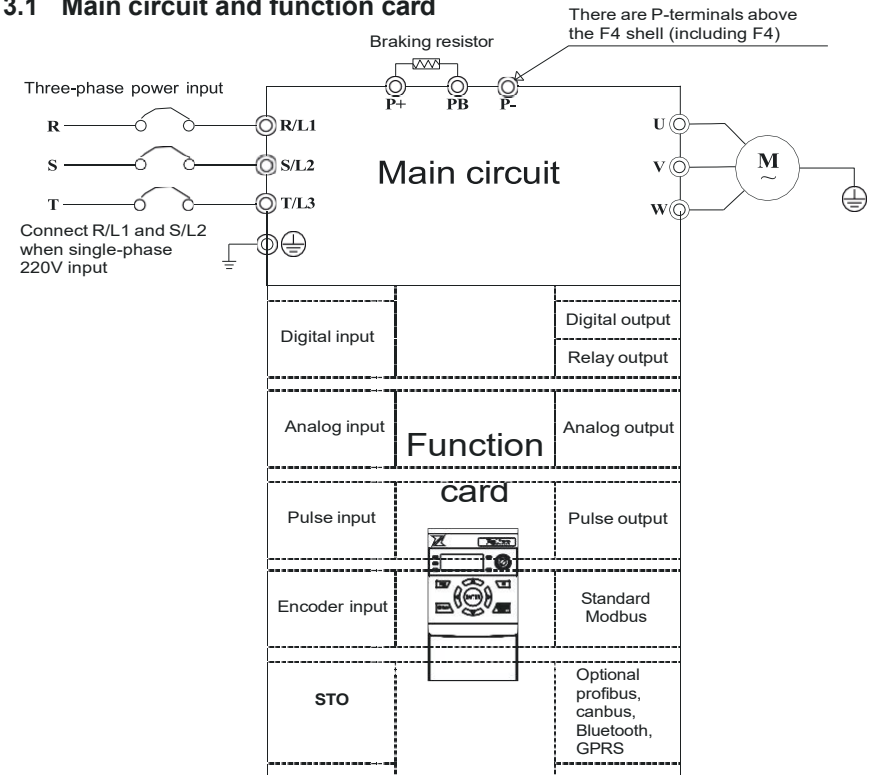 3.1 Main circuit and function card
There are P-terminals above
the F4 shell (including F4)
Braking resistor
Three-phase power input
P+
PB
P-
R
R/L1
U
S
S/L2
Main circuit
V
M
~
T
T/L3
W
Connect R/L1 and S/L2
when single-phase
220V input
Digital input
Digital output
Relay output
Analog input
Function
card
Analog output
Pulse input
Pulse output
Encoder input
ENTER
Standard
Modbus
STO
Optional
profibus,
canbus,
Bluetooth,
GPRS